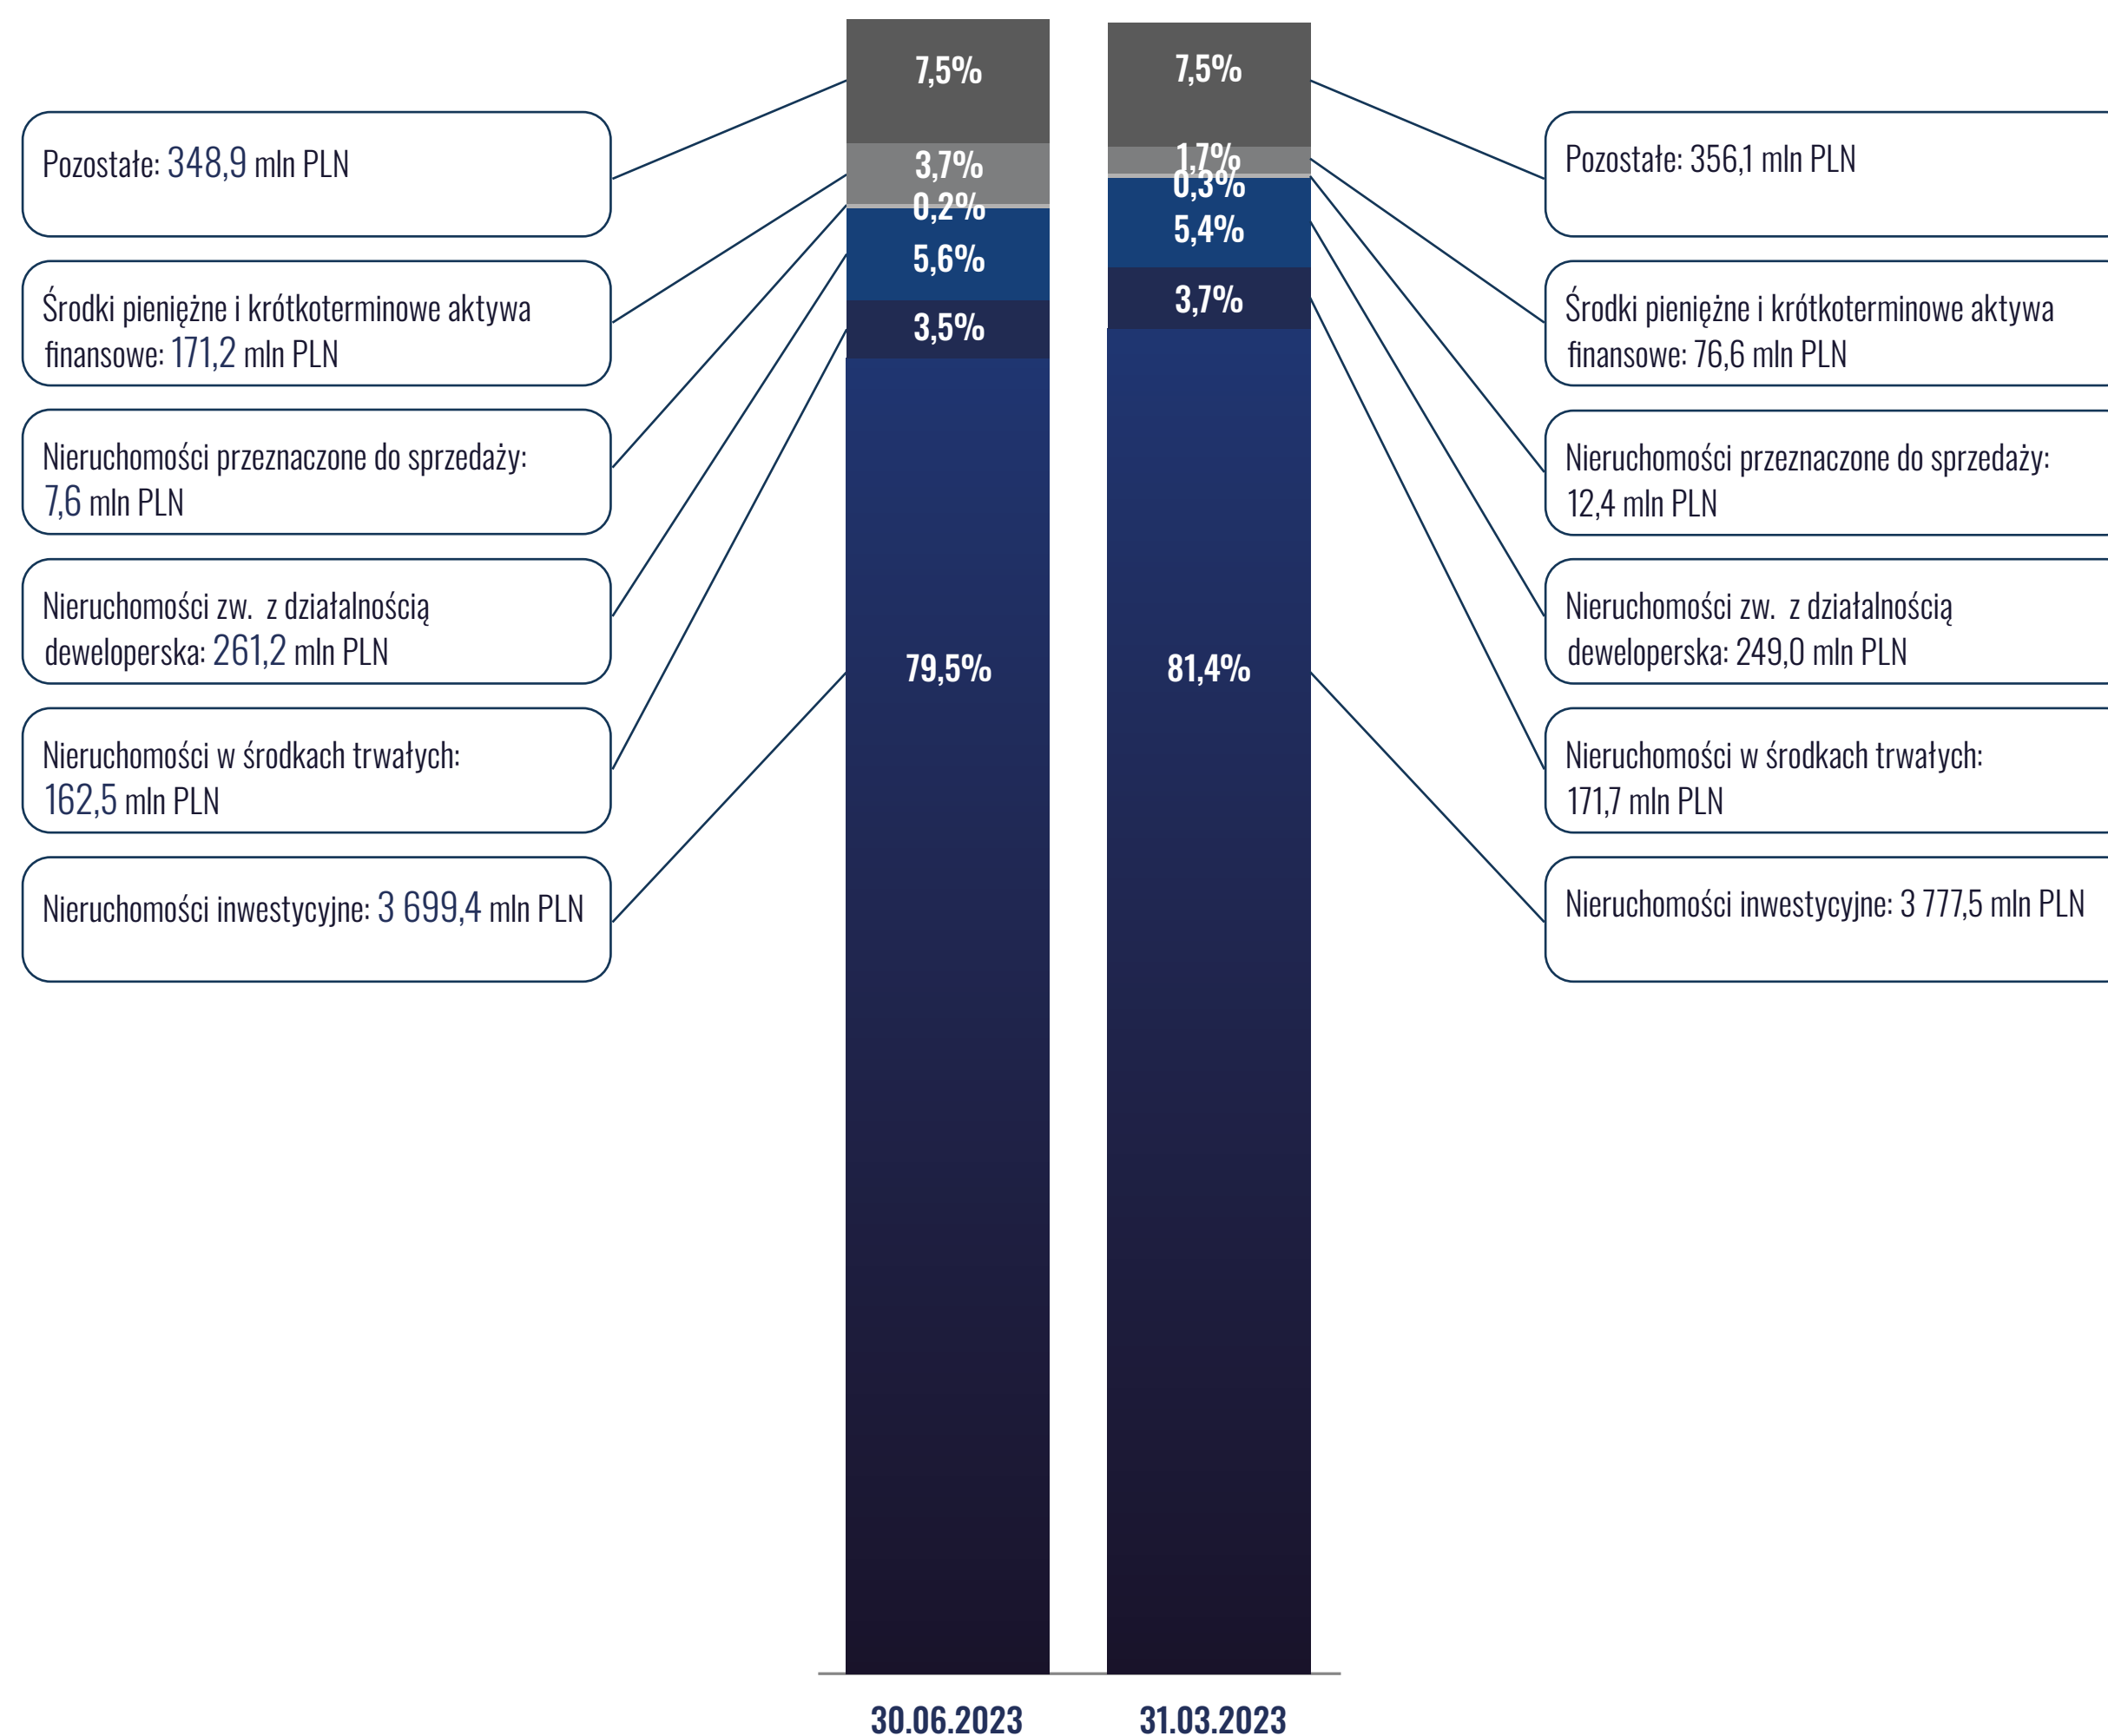 7,5%
3,7%
0,2%
5,6%
3,5%
79,5%
7,5%
1,7%
0,3%
5,4%
3,7%
81,4%
Pozostałe: 348,9 mln PLN
Środki pieniężne i krótkoterminowe aktywa
finansowe: 171,2 mln PLN
Nieruchomości przeznaczone do sprzedaży:
7,6 mln PLN
Nieruchomości zw. z działalnością
deweloperska: 261,2 mln PLN
Nieruchomości w środkach trwałych:
162,5 mln PLN
Nieruchomości inwestycyjne: 3 699,4 mln PLN
Pozostałe: 356,1 mln PLN
Środki pieniężne i krótkoterminowe aktywa
finansowe: 76,6 mln PLN
Nieruchomości przeznaczone do sprzedaży:
12,4 mln PLN
Nieruchomości zw. z działalnością
deweloperska: 249,0 mln PLN
Nieruchomości w środkach trwałych:
171,7 mln PLN
Nieruchomości inwestycyjne: 3 777,5 mln PLN
30.06.2023
31.03.2023